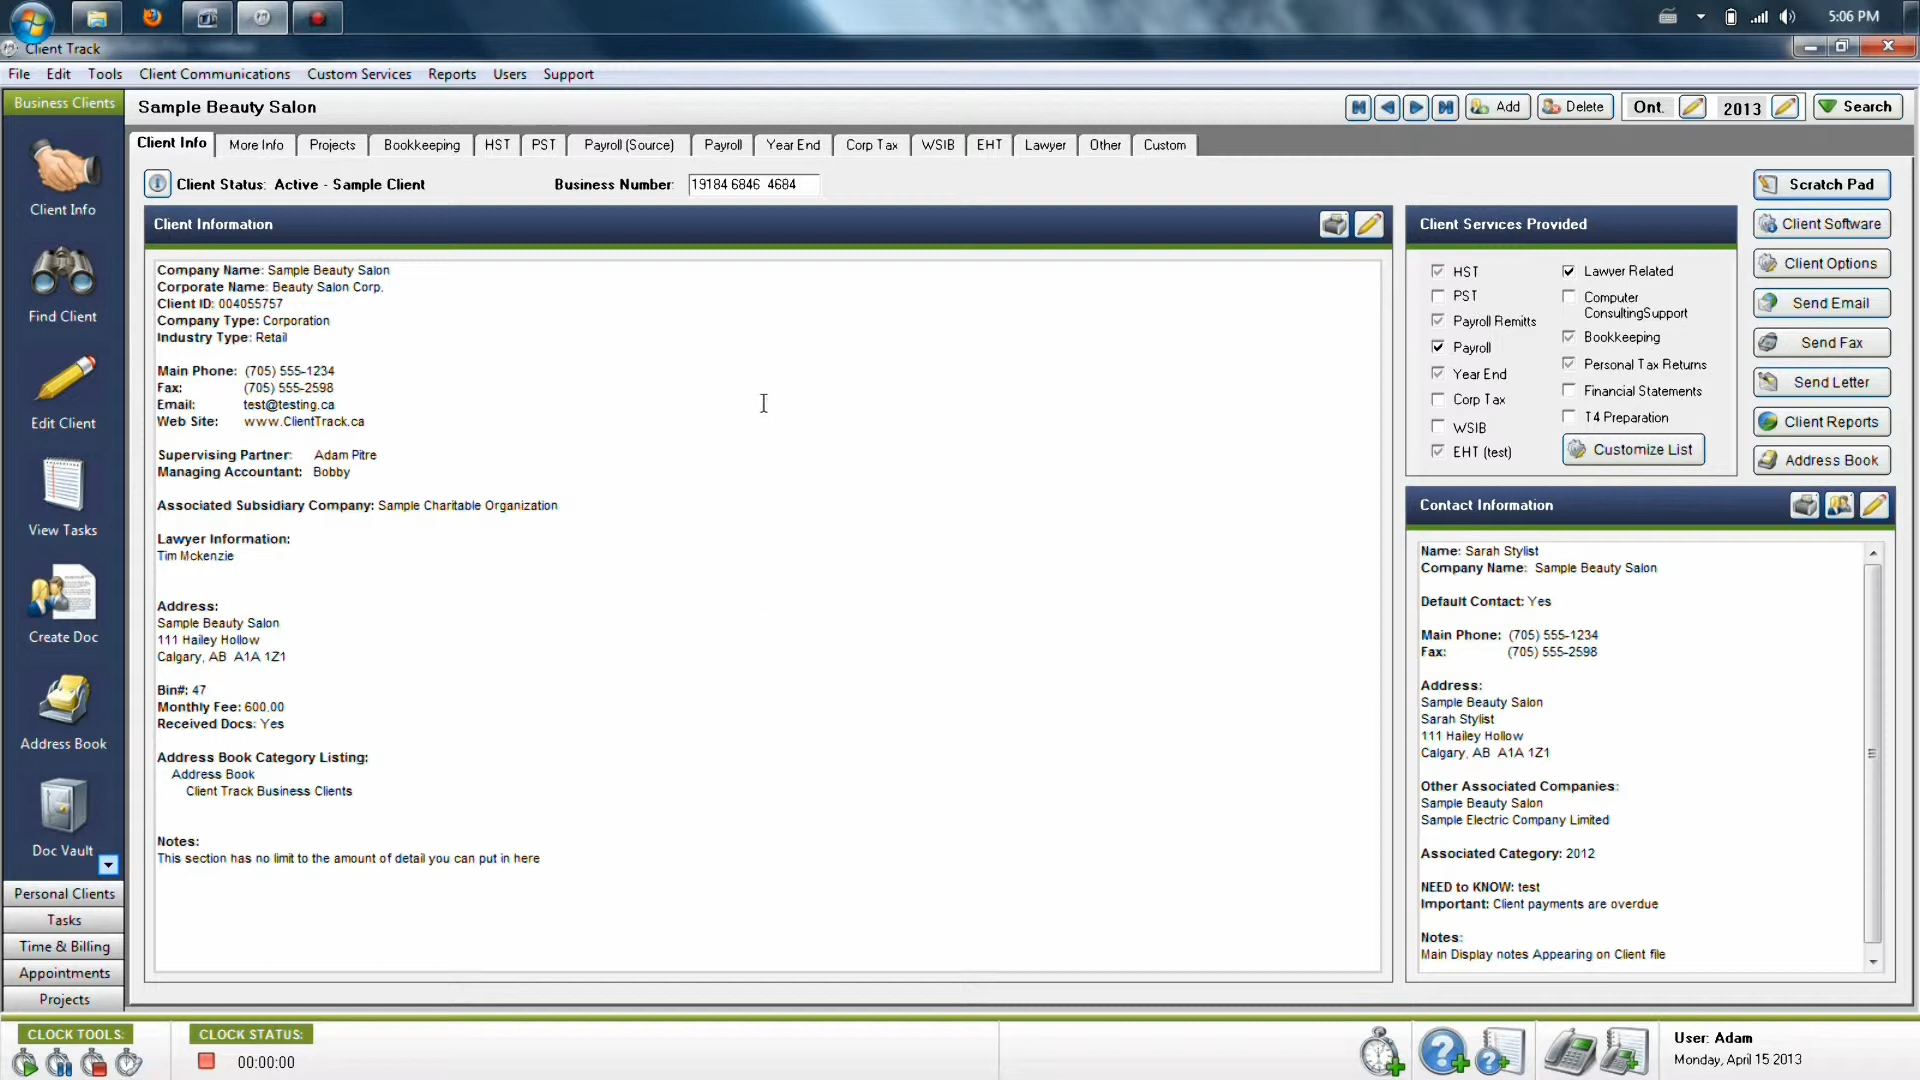 5:06 PM
Client Track
File Edit Tools Client Communications Custom Services Reports Users Support
Business Clients
Sample Beauty Salon
Add Delete Ont. 2013 Search
Client Info More Info Projects Bookkeeping HST PST Payroll (Source) Payroll Year End Corp Tax WSIB EHT Lawyer Other Custom
Client Status: Active - Sample Client
Business Number: 19184 6846 4684
Client Info
Find Client
Edit Client
View Tasks
Create Doc
Address Book
Doc Vault
Personal Clients
Tasks
Time & Billing
Appointments
Projects
Client Information
Company Name: Sample Beauty Salon
Corporate Name: Beauty Salon Corp.
Client ID: 004055757
Company Type: Corporation
Industry Type: Retail
Main Phone: (705) 555-1234
Fax: (705) 555-2598
Email: test@testing.ca
Web Site: www.ClientTrack.ca
Supervising Partner: Adam Pitre
Managing Accountant: Bobby
Associated Subsidiary Company: Sample Charitable Organization
Lawyer Information:
Tim Mckenzie
Address:
Sample Beauty Salon
111 Hailey Hollow
Calgary, AB A1A 1Z1
Bin#: 47
Monthly Fee: 600.00
Received Docs: Yes
Address Book Category Listing:
Address Book
Client Track Business Clients
Notes:
This section has no limit to the amount of detail you can put in here
Client Services Provided
HST
PST
Payroll Remitts
Payroll
Year End
Corp Tax
WSIB
EHT (test)
Lawyer Related
Computer
ConsultingSupport
Bookkeeping
Personal Tax Returns
Financial Statements
T4 Preparation
Customize List
Scratch Pad
Client Software
Client Options
Send Email
Send Fax
Send Letter
Client Reports
Address Book
Contact Information
Name: Sarah Stylist
Company Name: Sample Beauty Salon
Default Contact: Yes
Main Phone: (705) 555-1234
Fax: (705) 555-2598
Address:
Sample Beauty Salon
Sarah Stylist
111 Hailey Hollow
Calgary, AB A1A 1Z1
Other Associated Companies:
Sample Beauty Salon
Sample Electric Company Limited
Associated Category: 2012
NEED to KNOW: test
Important: Client payments are overdue
Notes:
Main Display notes Appearing on Client file
CLOCK TOOLS:
CLOCK STATUS:
00:00:00
User: Adam
Monday, April 15 2013